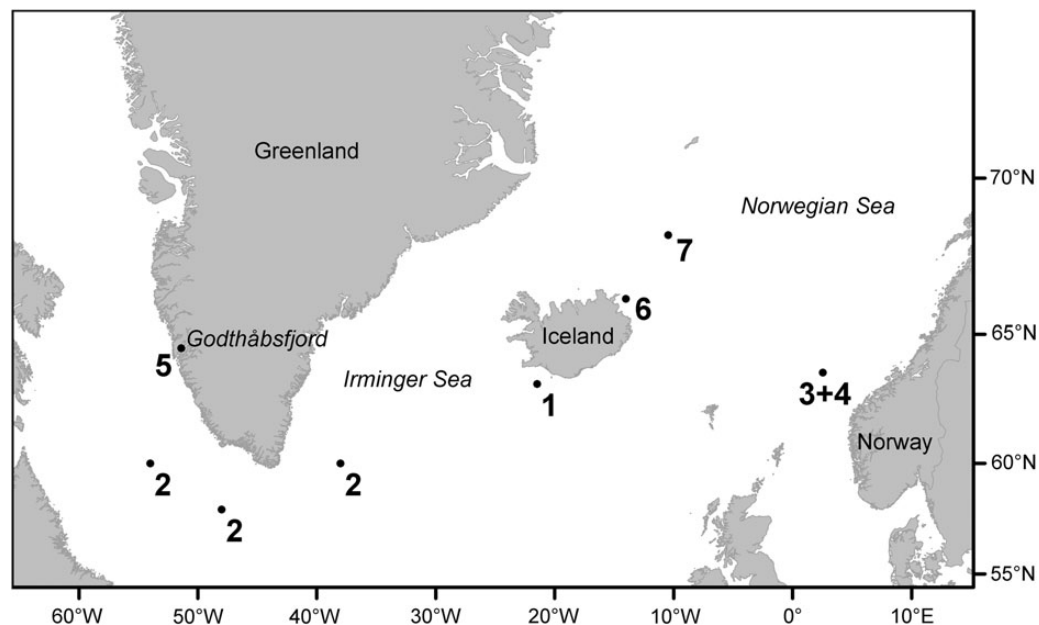 Greenland
70°N
Norwegian Sea
7
6
Godthåbsfjord
Iceland
65°N
5
Irminger Sea
1
3+4
Norway
60°N
2
2
2
55°N
60°W
50°W
40°W
30°W
20°W
10°W
0°
10°E